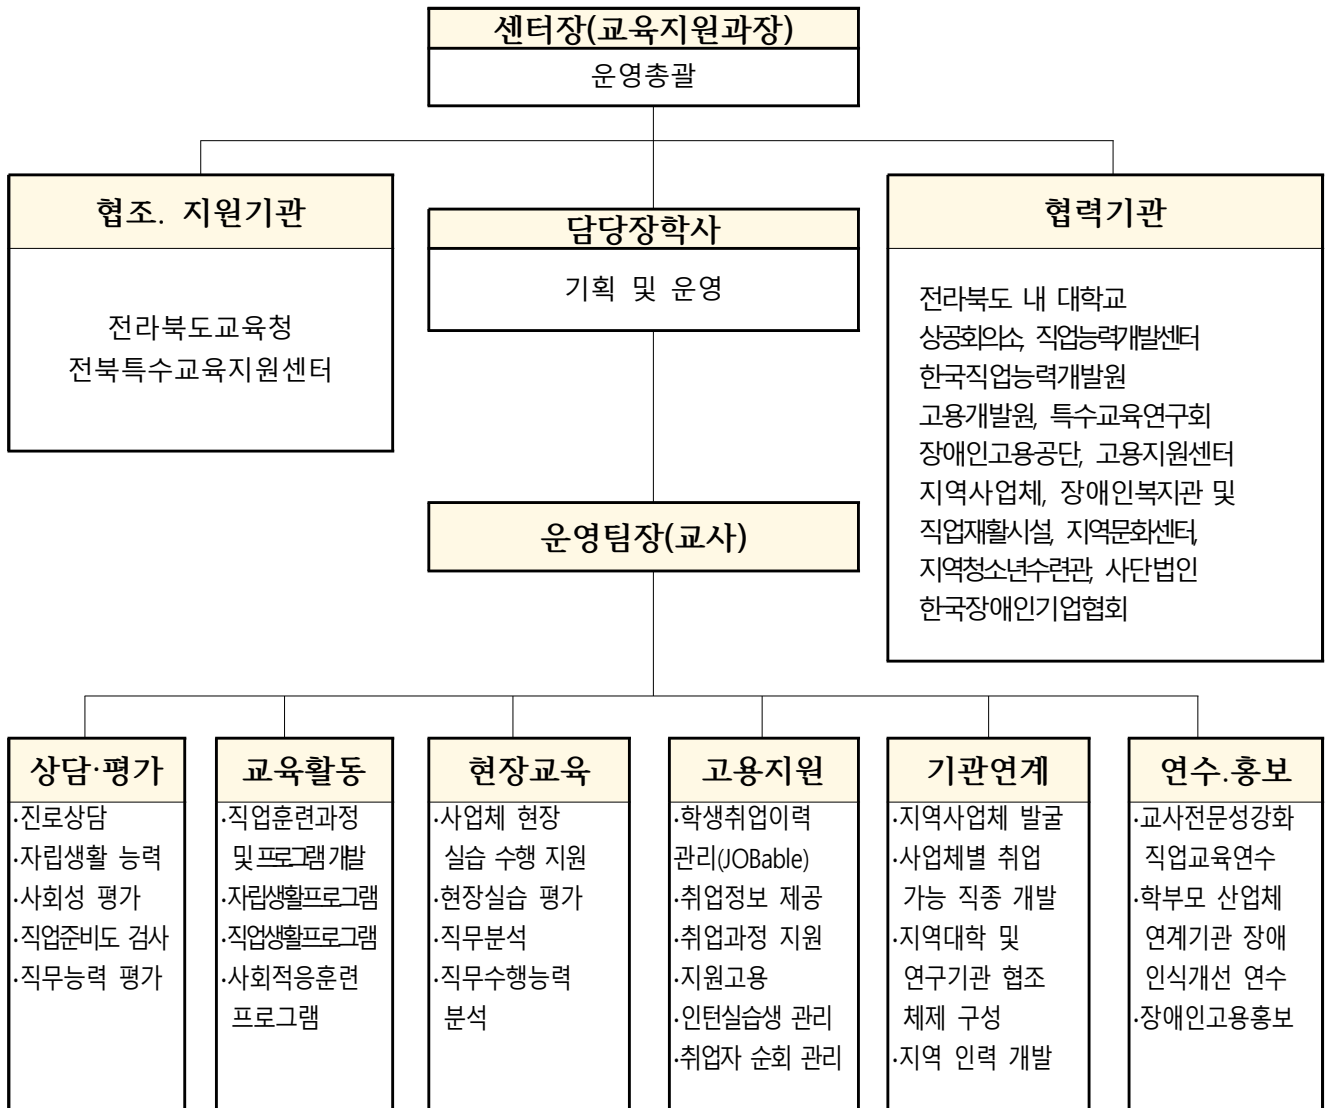 센터장(교육지원과장)
운영총괄
협조. 지원기관
전라북도교육청
전북특수교육지원센터
담당장학사
기획 및 운영
협력기관
전라북도 내 대학교
상공회의소, 직업능력개발센터
한국직업능력개발원
고용개발원, 특수교육연구회
장애인고용공단, 고용지원센터
지역사업체, 장애인복지관 및
직업재활시설, 지역문화센터,
지역청소년수련관, 사단법인
한국장애인기업협회
운영팀장(교사)
상담·평가
·진로상담
·자립생활 능력
·사회성 평가
·직업준비도 검사
·직무능력 평가
교육활동
·직업훈련과정
및 프로그램 개발
·자립생활프로그램
·직업생활프로그램
·사회적응훈련
프로그램
현장교육
·사업체 현장
실습 수행 지원
·현장실습 평가
·직무분석
·직무수행능력
분석
고용지원
·학생취업이력
관리(JOBable)
·취업정보 제공
·취업과정 지원
·지원고용
·인턴실습생 관리
·취업자 순회 관리
기관연계
·지역사업체 발굴
·사업체별 취업
가능 직종 개발
·지역대학 및
연구기관 협조
체제 구성
·지역 인력 개발
연수.홍보
·교사전문성강화
직업교육연수
·학부모 산업체
연계기관 장애
인식개선 연수
·장애인고용홍보